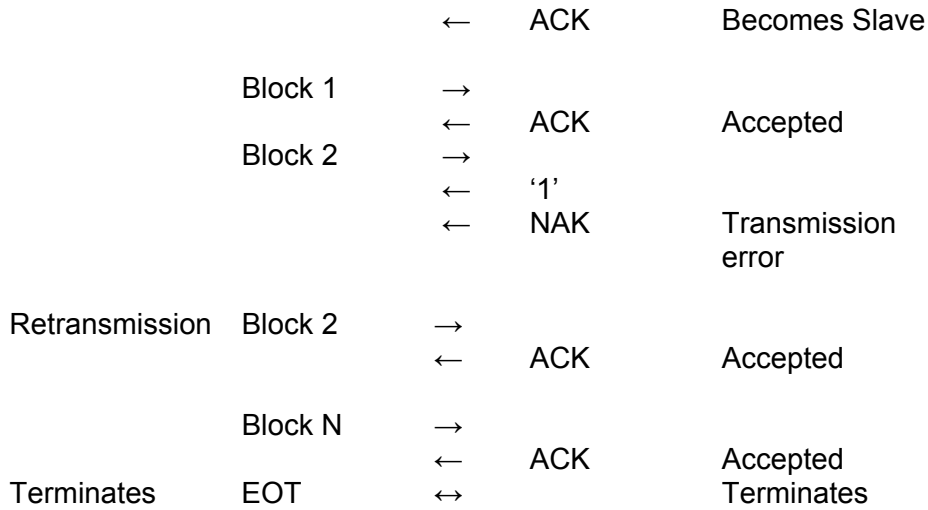 ← ACK Becomes Slave
Block 1 →
← ACK Accepted
Block 2 →
← ‘1’
← NAK Transmission
error
Retransmission Block 2 →
← ACK Accepted
Block N →
← ACK Accepted
Terminates EOT ↔ Terminates